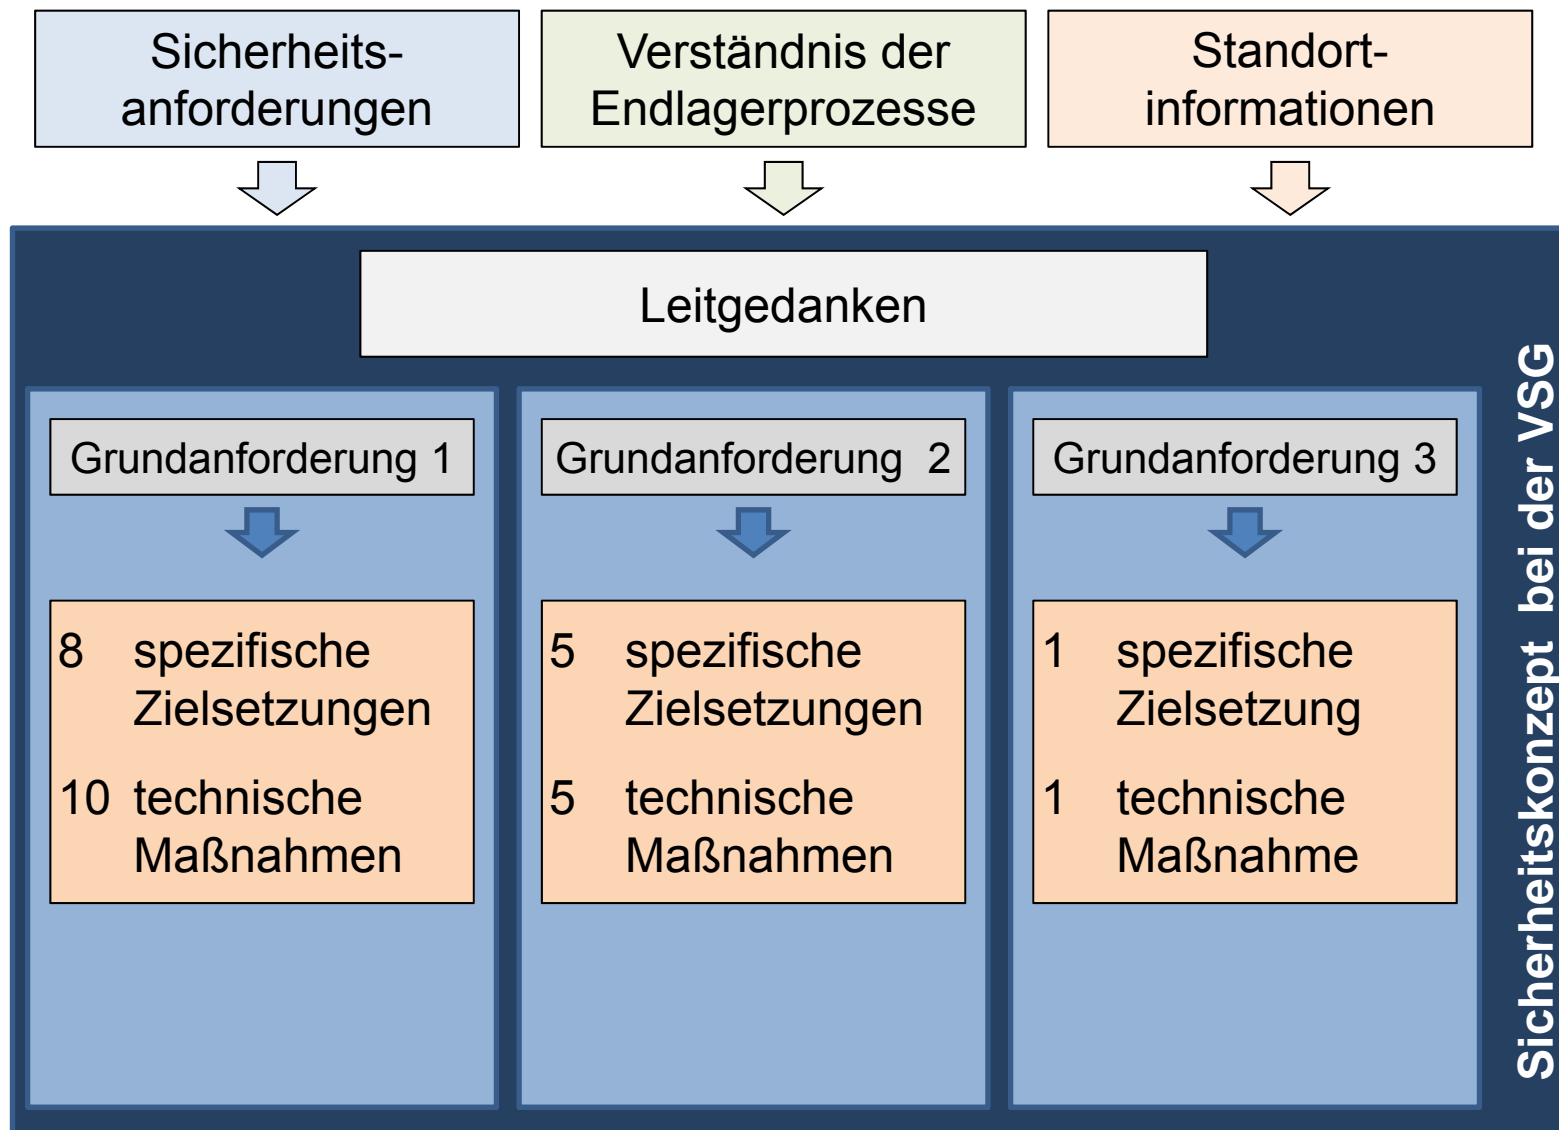 Sicherheits-
anforderungen
Verständnis der
Endlagerprozesse
Standort-
informationen
Leitgedanken
Grundanforderung 1
8 spezifische
Zielsetzungen
10 technische
Maßnahmen
Grundanforderung 2
5 spezifische
Zielsetzungen
5 technische
Maßnahmen
Grundanforderung 3
1 spezifische
Zielsetzung
1 technische
Maßnahme
Sicherheitskonzept bei der VSG